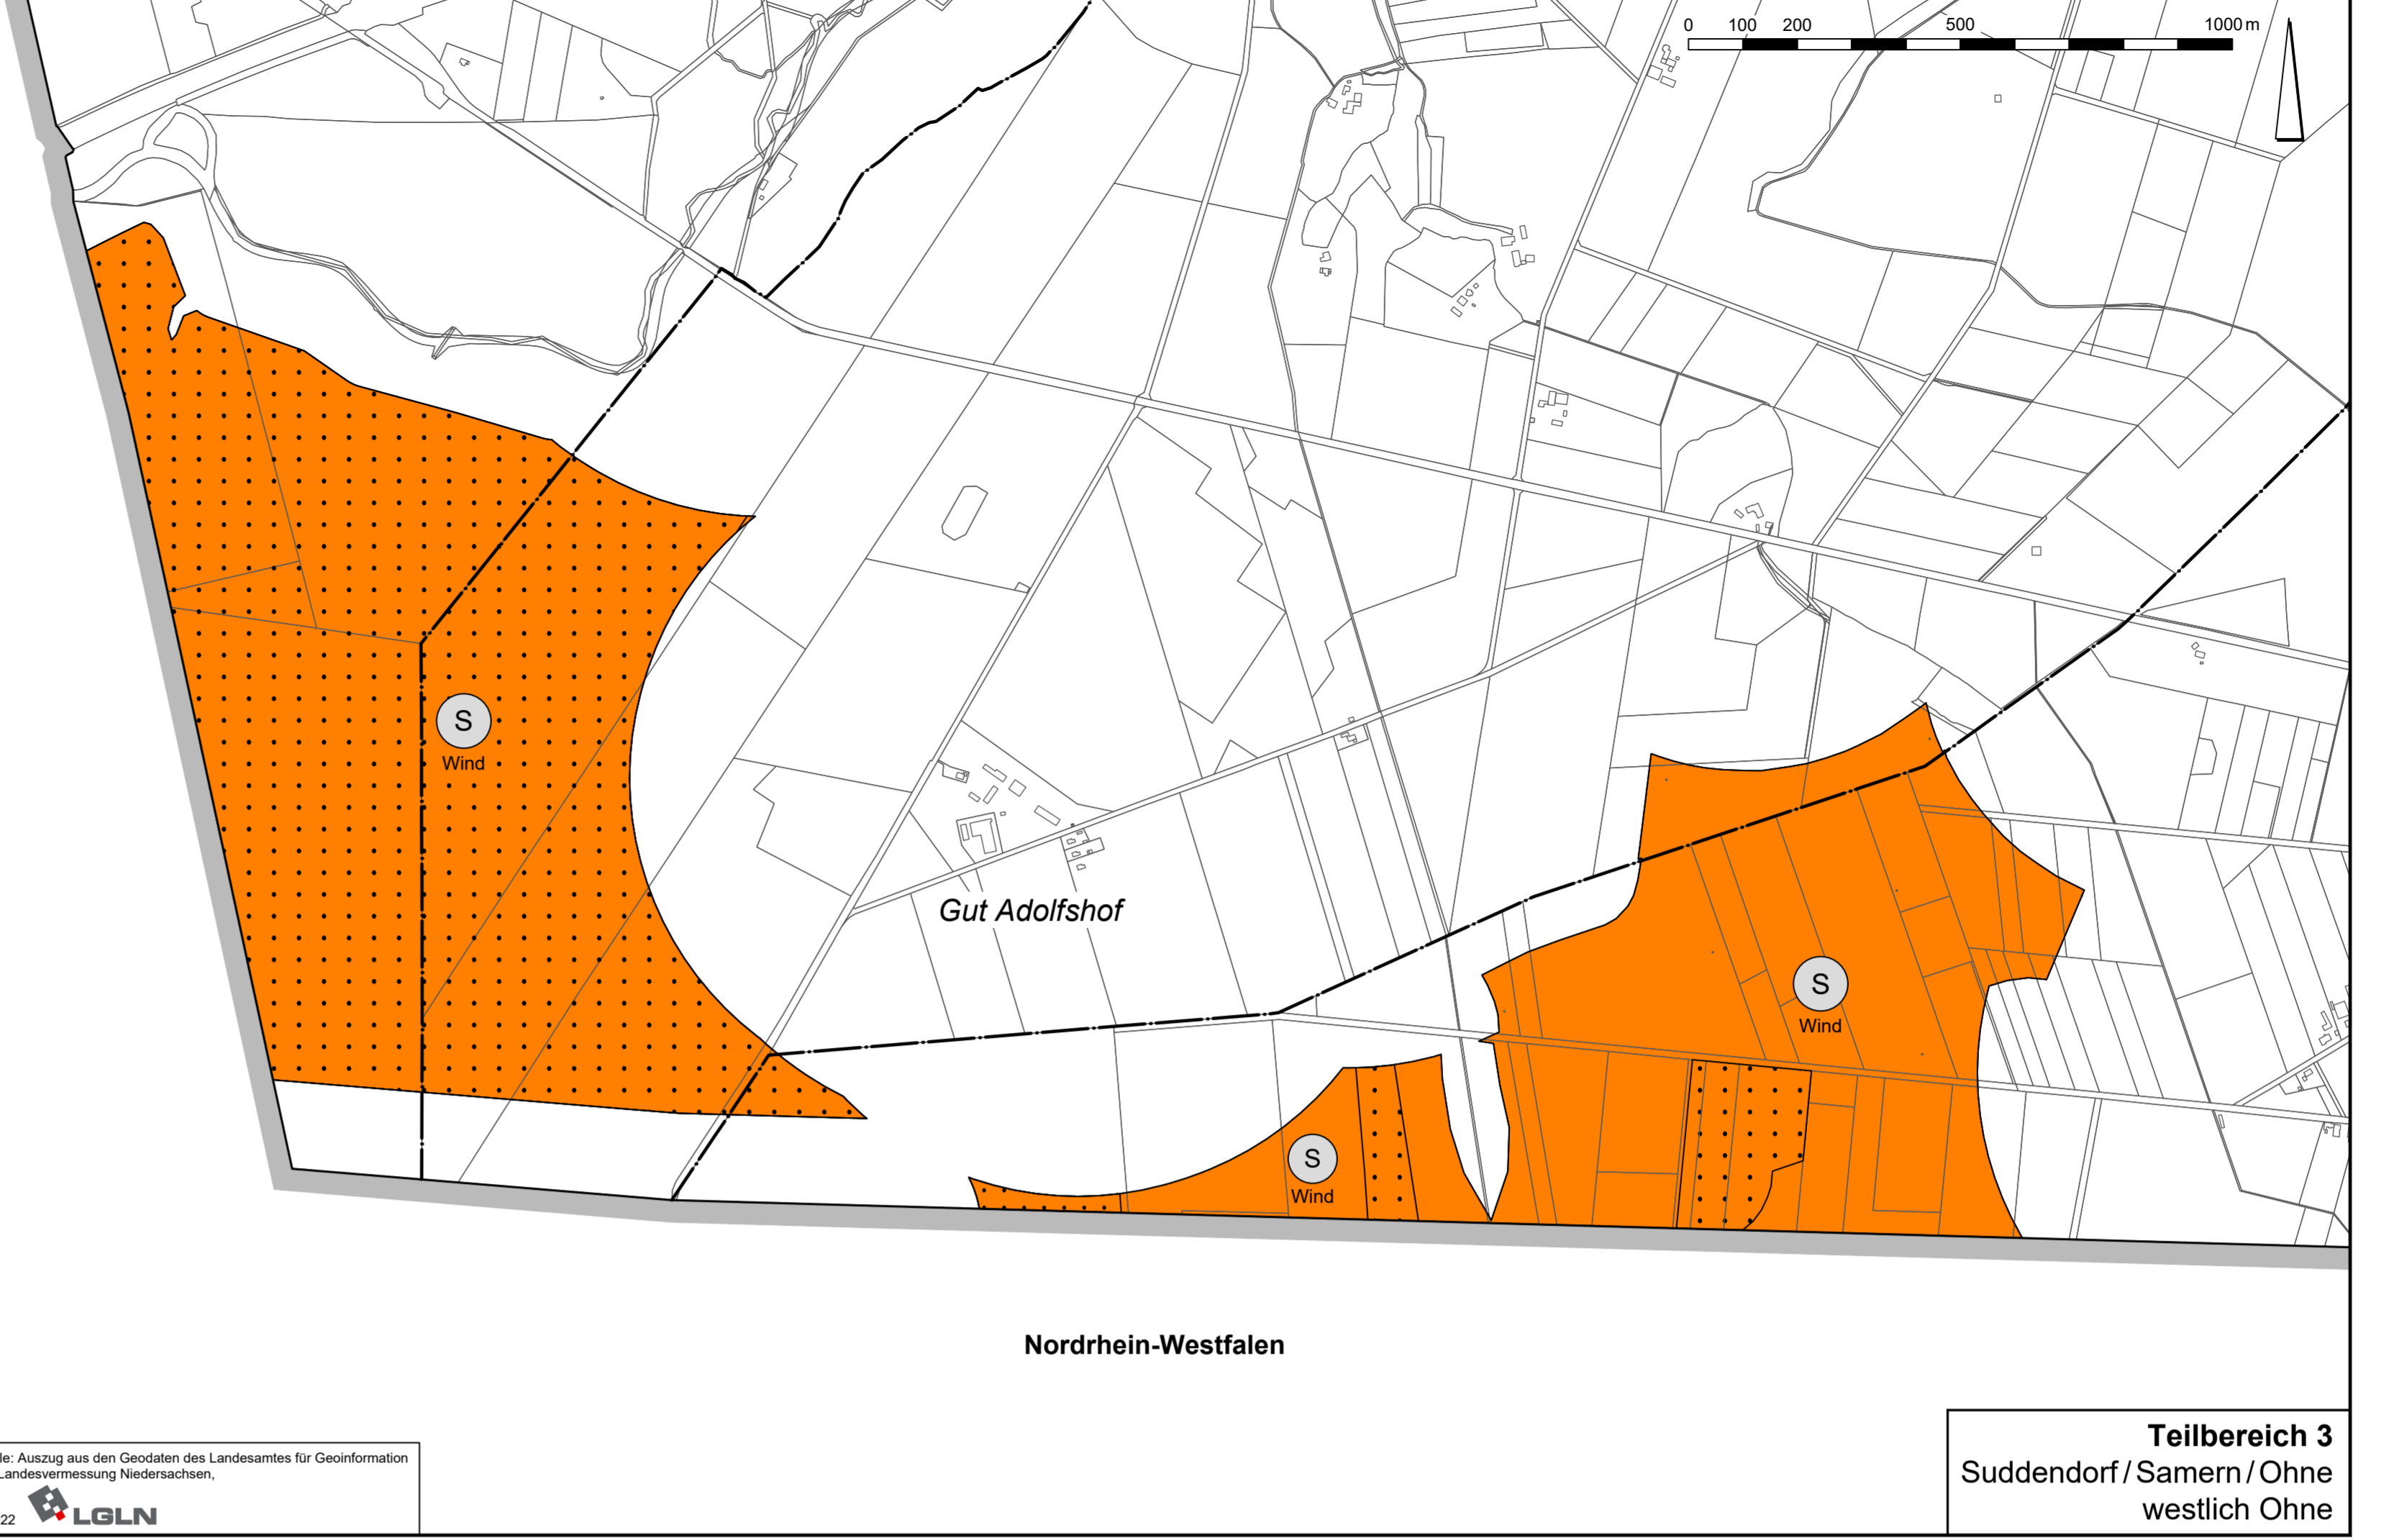 0 100 200 500 1000 m
S
Wind
Gut Adolfshof
S
Wind
S
Wind
Nordrhein-Westfalen
Teilbereich 3
Suddendorf / Samern / Ohne
westlich Ohne
le: Auszug aus den Geodaten des Landesamtes für Geoinformation
Landesvermessung Niedersachsen,
22 LGLN